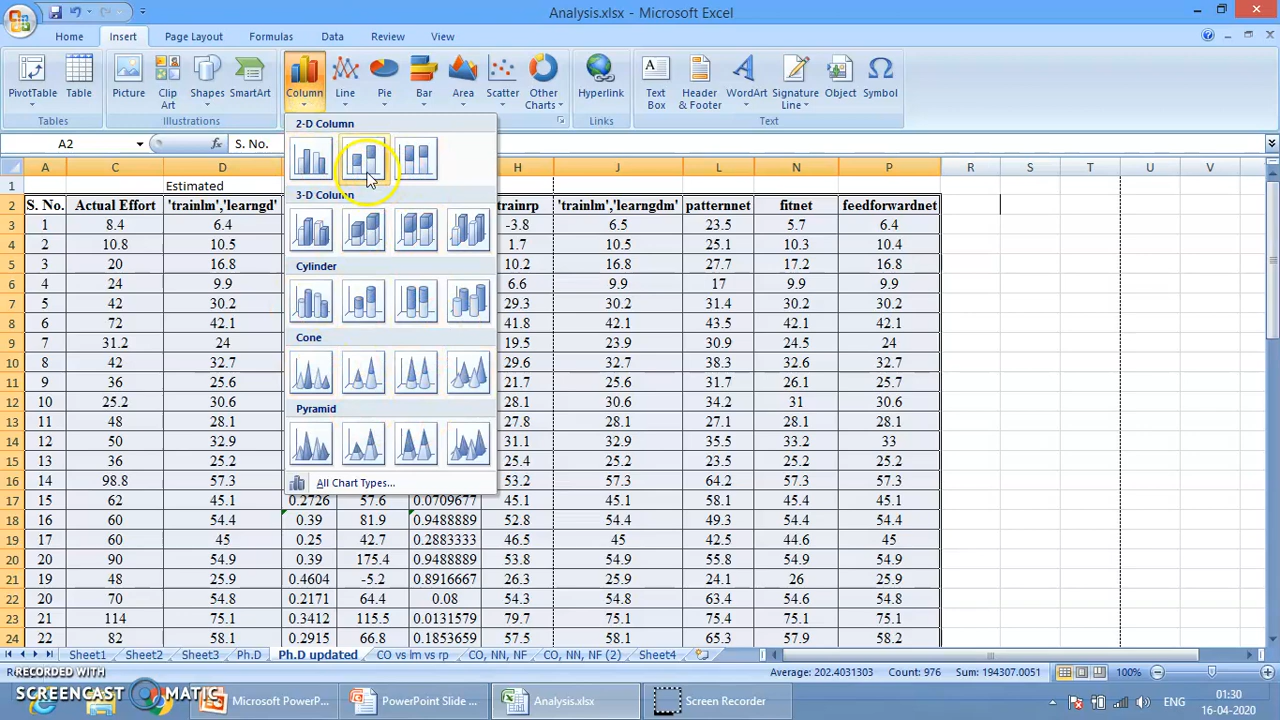 Analysis.xlsx - Microsoft Excel
Home Insert Page Layout Formulas Data Review View
PivotTable Table Picture Clip Art Shapes SmartArt Column Line Pie Bar Area Scatter Other Charts Hyperlink Text Box Header & Footer WordArt Signature Line Object Symbol
Tables Illustrations Links Text
A2 S. No.
2-D Column
3-D Column
Cylinder
Cone
Pyramid
All Chart Types...
A C D H J L N P R S T U V
1 Estimated
2 S. No. Actual Effort 'trainlm','learngd' trainrp 'trainlm','learngdm' patternnet fitnet feedforwardnet
3 1 8.4 6.4 -3.8 6.5 23.5 5.7 6.4
4 2 10.8 10.5 1.7 10.5 25.1 10.3 10.4
5 3 20 16.8 10.2 16.8 27.7 17.2 16.8
6 4 24 9.9 6.6 9.9 17 9.9 9.9
7 5 42 30.2 29.3 30.2 31.4 30.2 30.2
8 6 72 42.1 41.8 42.1 43.5 42.1 42.1
9 7 31.2 24 19.5 23.9 30.9 24.5 24
10 8 42 32.7 29.6 32.7 38.3 32.6 32.7
11 9 36 25.6 21.7 25.6 31.7 26.1 25.7
12 10 25.2 30.6 28.1 30.6 34.2 31 30.6
13 11 48 28.1 27.8 28.1 27.1 28.1 28.1
14 12 50 32.9 31.1 32.9 35.5 33.2 33
15 13 36 25.2 25.4 25.2 23.5 25.2 25.2
16 14 98.8 57.3 53.2 57.3 64.2 57.3 57.3
17 15 62 45.1 0.2726 57.6 0.0709677 45.1 45.1 58.1 45.4 45.1
18 16 60 54.4 0.39 81.9 0.9488889 52.8 54.4 49.3 54.4 54.4
19 17 60 45 0.25 42.7 0.2883333 46.5 45 42.8 44.6 45
20 20 90 54.9 0.39 175.4 0.9488889 53.8 54.9 55.8 54.9 54.9
21 19 48 25.9 0.4604 -5.2 0.8916667 26.3 25.9 24.1 26 25.9
22 20 70 54.8 0.2171 64.4 0.08 54.3 54.8 63.4 54.6 54.8
23 21 114 75.1 0.3412 115.5 0.0131579 79.7 75.1 75.4 75.1 75.1
24 22 82 58.1 0.2915 66.8 0.1853659 57.5 58.1 65.3 57.9 58.2
Sheet1 Sheet2 Sheet3 Ph.D Ph.D updated CO vs lm vs rp CO, NN, NF CO, NN, NF (2) Sheet4
Average: 202.4031303 Count: 976 Sum: 194307.0051 100%
RECORDED WITH
SCREENCAST MATIC
Microsoft PowerP... PowerPoint Slide ... Analysis.xlsx Screen Recorder ENG 01:30
16-04-2020